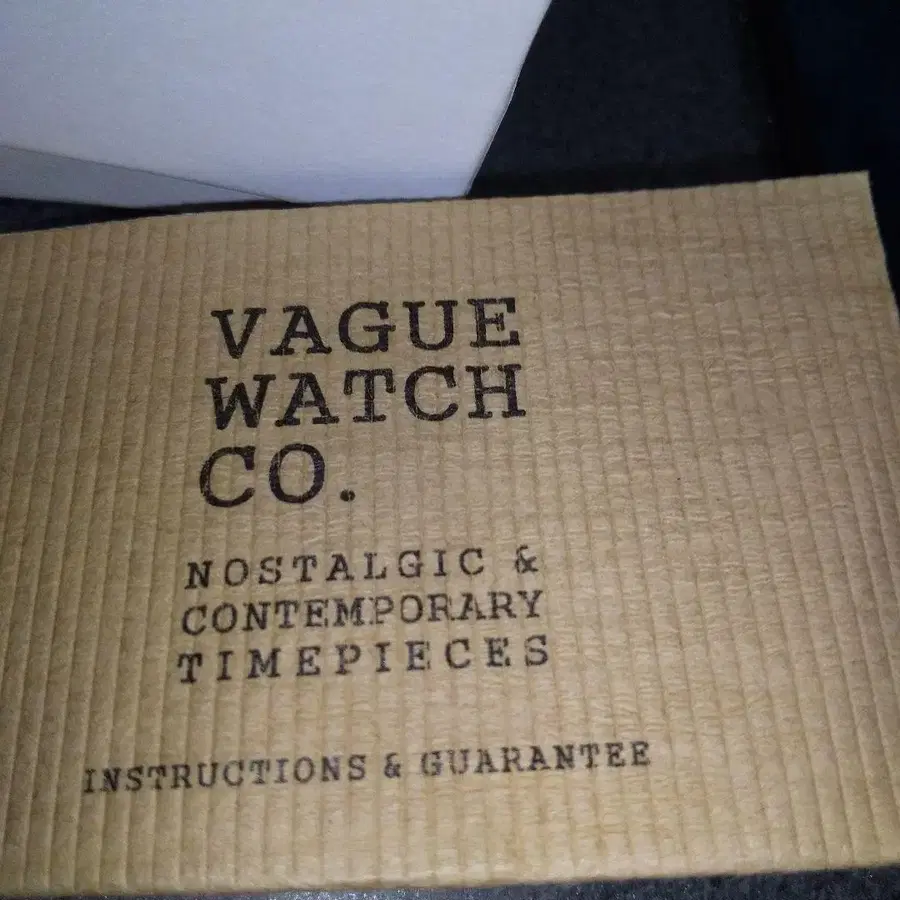 VAGUE
WATCH
CO.
NOSTALGIC &
CONTEMPORARY
TIMEPIECES
INSTRUCTIONS & GUARANTEE